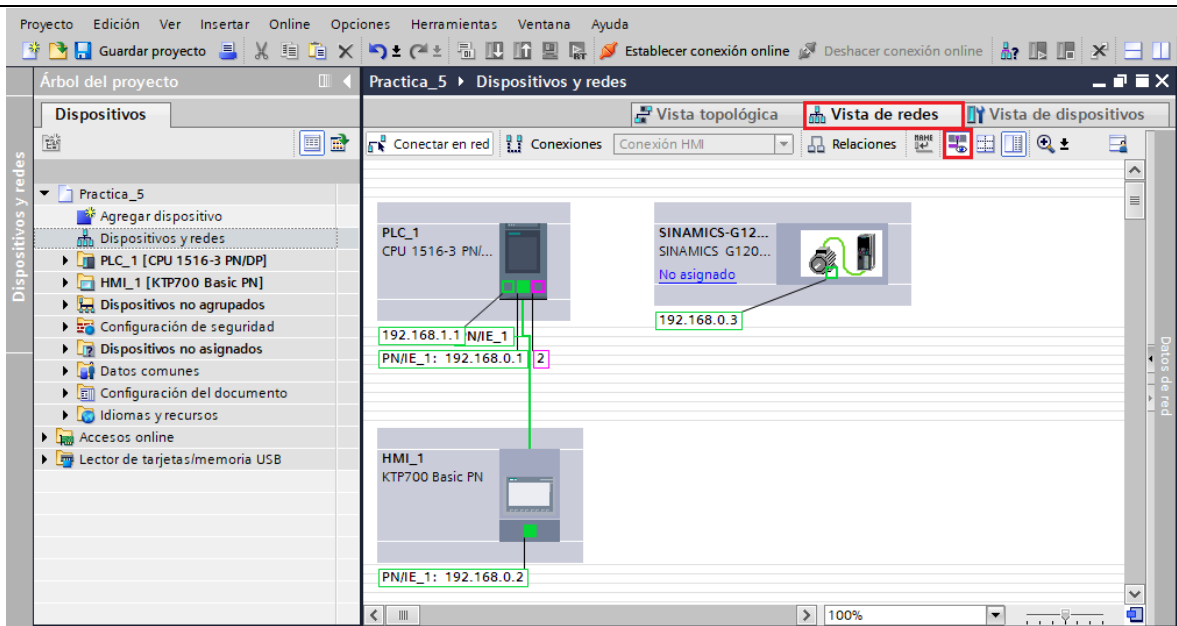 Proyecto Edición Ver Insertar Online Opciones Herramientas Ventana Ayuda
Guardar proyecto Establecer conexión online Deshacer conexión online
Árbol del proyecto
Practica_5 Dispositivos y redes
Dispositivos
Vista topológica Vista de redes Vista de dispositivos
Conectar en red Conexiones Conexión HMI Relaciones
Dispositivos y redes
Practica_5
Agregar dispositivo
Dispositivos y redes
PLC_1 [CPU 1516-3 PN/DP]
HMI_1 [KTP700 Basic PN]
Dispositivos no agrupados
Configuración de seguridad
Dispositivos no asignados
Datos comunes
Configuración del documento
Idiomas y recursos
Accesos online
Lector de tarjetas/memoria USB
PLC_1
CPU 1516-3 PN/...
192.168.1.1 PN/IE_1
PN/IE_1: 192.168.0.1 2
SINAMICS-G12...
SINAMICS G120...
No asignado
192.168.0.3
HMI_1
KTP700 Basic PN
PN/IE_1: 192.168.0.2
100%
Datos de red